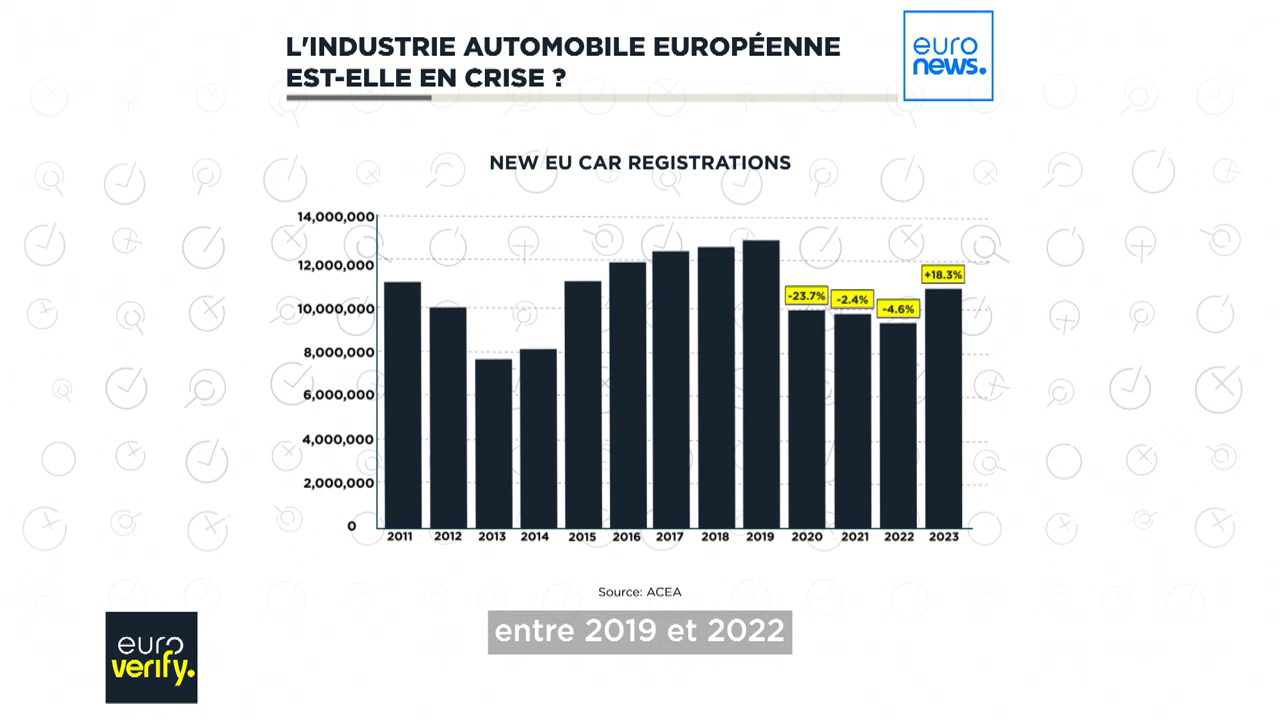 L'INDUSTRIE AUTOMOBILE EUROPÉENNE
EST-ELLE EN CRISE ?
euro
news.
NEW EU CAR REGISTRATIONS
14,000,000
12,000,000
10,000,000
8,000,000
6,000,000
4,000,000
2,000,000
0
-23.7%
-2.4%
-4.6%
+18.3%
2011 2012 2013 2014 2015 2016 2017 2018 2019 2020 2021 2022 2023
Source: ACEA
entre 2019 et 2022
euro
verify.